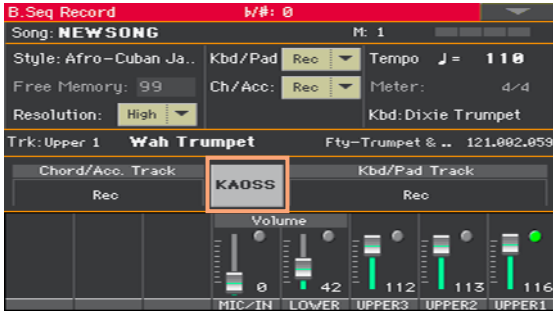 B.Seq Record ♭/#: 0
Song: NEWSONG M: 1
Style: Afro-Cuban Ja.. Kbd/Pad Rec Tempo ♩= 110
Free Memory: 99 Ch/Acc: Rec Meter: 4/4
Resolution: High Kbd: Dixie Trumpet
Trk: Upper 1 Wah Trumpet Fty-Trumpet & .. 121.002.059
Chord/Acc. Track KAOSS Kbd/Pad Track
Rec Rec
Volume
0 42 112 113 116
MIC/IN LOWER UPPER3 UPPER2 UPPER1